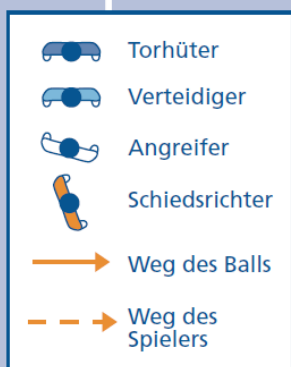 Torhüter
Verteidiger
Angreifer
Schiedsrichter
Weg des Balls
Weg des
Spielers